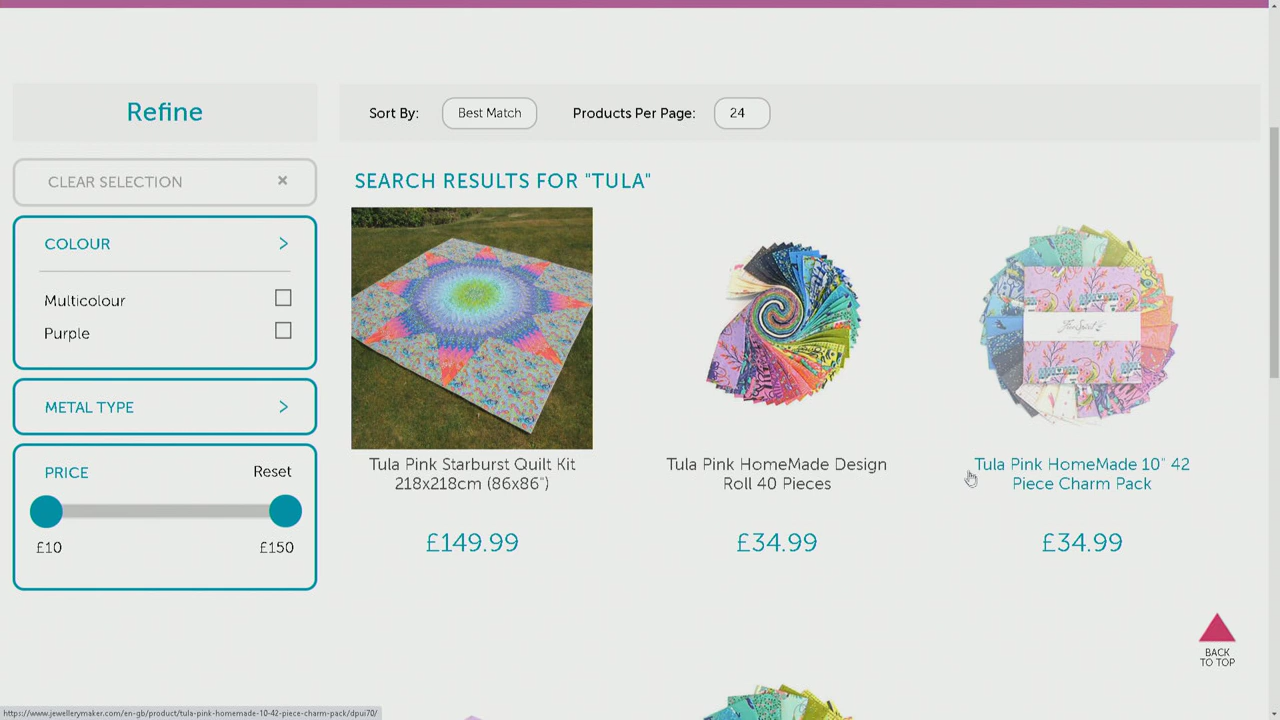 Refine
Sort By:
Best Match
Products Per Page:
24
CLEAR SELECTION
×
SEARCH RESULTS FOR "TULA"
COLOUR
Multicolour
Purple
METAL TYPE
PRICE
Reset
£10
£150
Tula Pink Starburst Quilt Kit
218x218cm (86x86")
£149.99
Tula Pink HomeMade Design
Roll 40 Pieces
£34.99
Tula Pink HomeMade 10" 42
Piece Charm Pack
£34.99
BACK
TO TOP
https://www.jewellerymaker.com/en-gb/product/tula-pink-homemade-10-42-piece-charm-pack/dpui70/